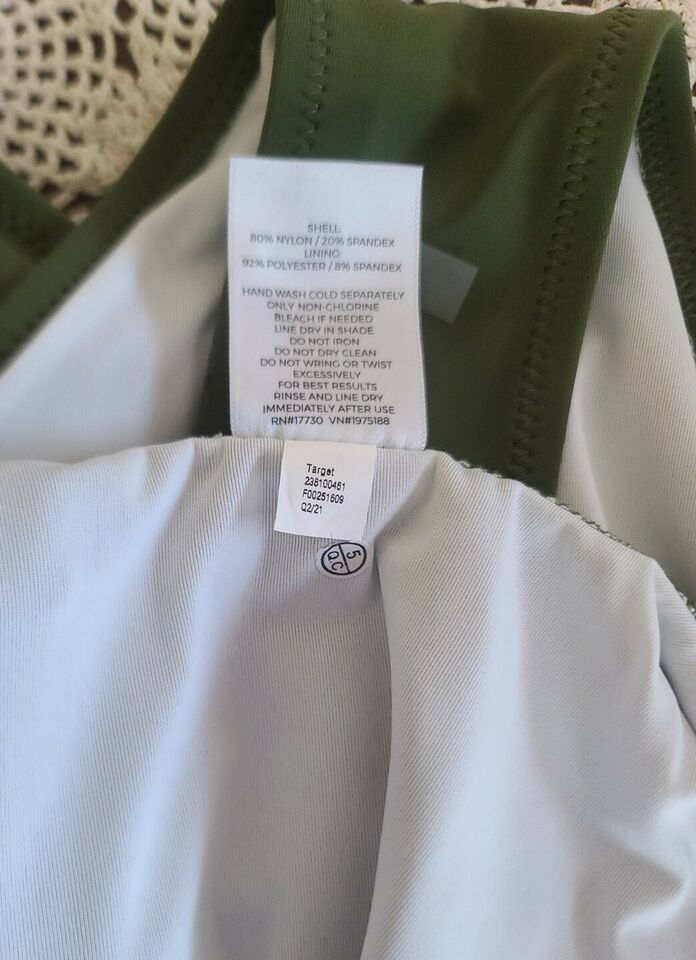 SHELL:
80% NYLON / 20% SPANDEX
LINING:
92% POLYESTER / 8% SPANDEX
HAND WASH COLD SEPARATELY
ONLY NON-CHLORINE
BLEACH IF NEEDED
LINE DRY IN SHADE
DO NOT IRON
DO NOT DRY CLEAN
DO NOT WRING OR TWIST
EXCESSIVELY
FOR BEST RESULTS
RINSE AND LINE DRY
IMMEDIATELY AFTER USE
RN#17730 VN#1975188
Target
238100461
F00251609
Q2/21
5
QC